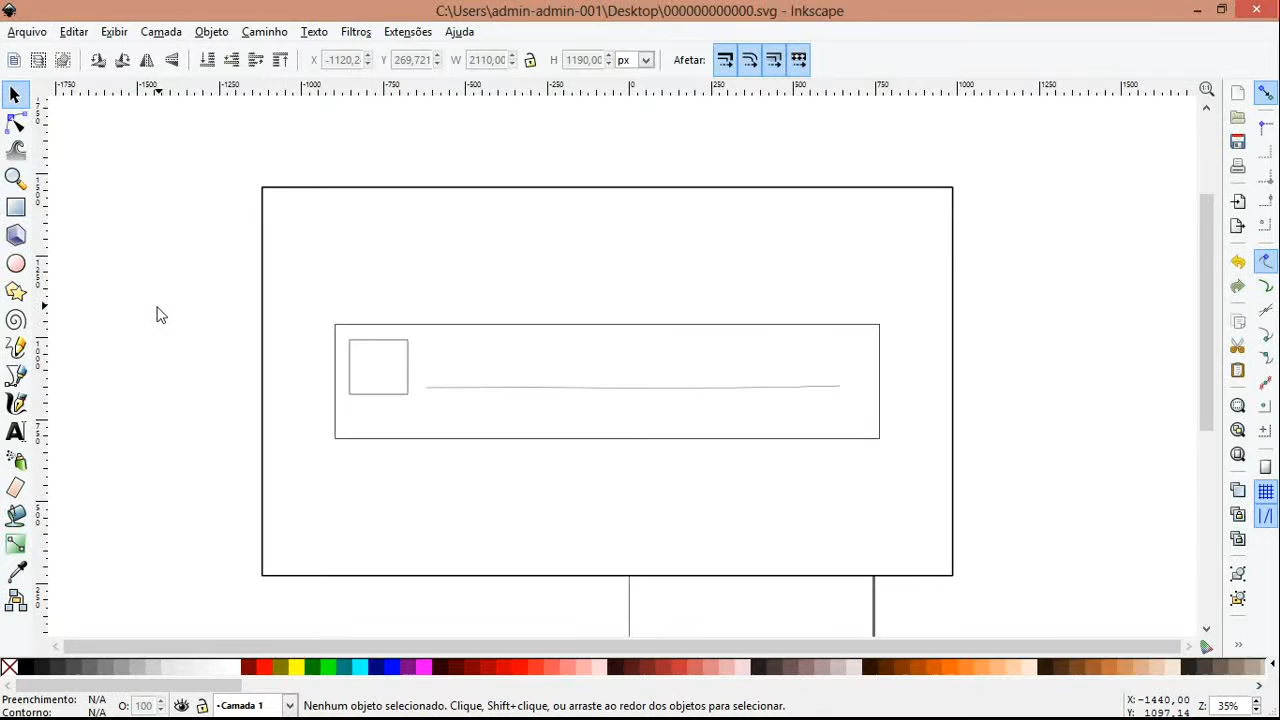 C:\Users\admin-admin-001\Desktop\000000000000.svg - Inkscape
Arquivo Editar Exibir Camada Objeto Caminho Texto Filtros Extensões Ajuda
X -1120,2 Y 269,721 W 2110,00 H 1190,00 px Afetar:
-1750 -1500 -1250 -1000 -750 -500 -250 0 250 500 750 1000 1250 1500
1:1
Preenchimento: N/A
Contorno: N/A
O: 100
-Camada 1
Nenhum objeto selecionado. Clique, Shift+clique, ou arraste ao redor dos objetos para selecionar.
X: -1440,00
Y: 1097,14
Z: 35%